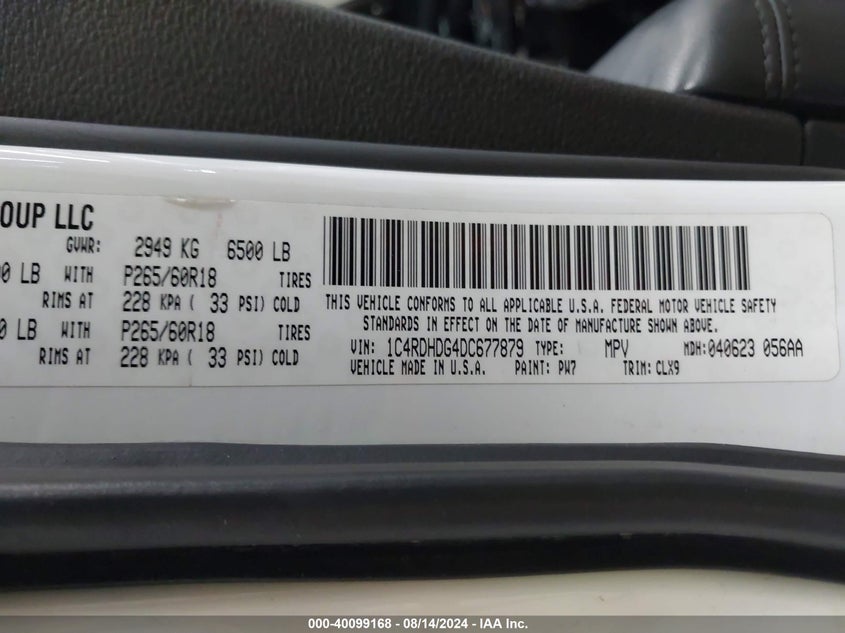 OUP LLC
GVWR: 2949 KG 6500 LB
LB WITH P265/60R18 TIRES
RIMS AT 228 KPA ( 33 PSI) COLD
LB WITH P265/60R18 TIRES
RIMS AT 228 KPA ( 33 PSI) COLD
THIS VEHICLE CONFORMS TO ALL APPLICABLE U.S.A. FEDERAL MOTOR VEHICLE SAFETY
STANDARDS IN EFFECT ON THE DATE OF MANUFACTURE SHOWN ABOVE.
VIN: 1C4RDHDG4DC677879 TYPE: MPV MDH:040623 056AA
VEHICLE MADE IN U.S.A. PAINT: PW7 TRIM: CLX9
000-40099168 - 08/14/2024 - IAA Inc.